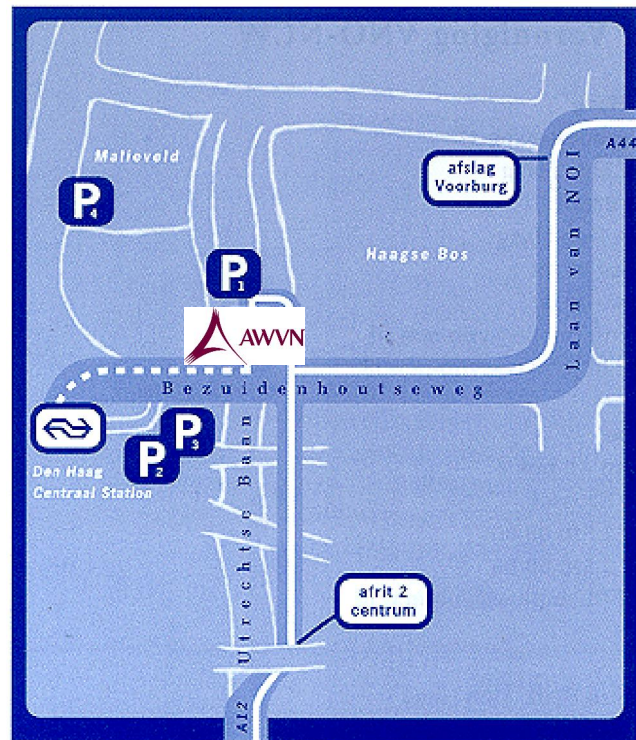 A44
Malieveld
afslag
Voorburg
P4
Laan van NOI
Haagse Bos
P1
AWVN
Bezuidenhoutseweg
P3
P2
Den Haag
Centraal Station
Utrechtse Baan
afrit 2
centrum
A12